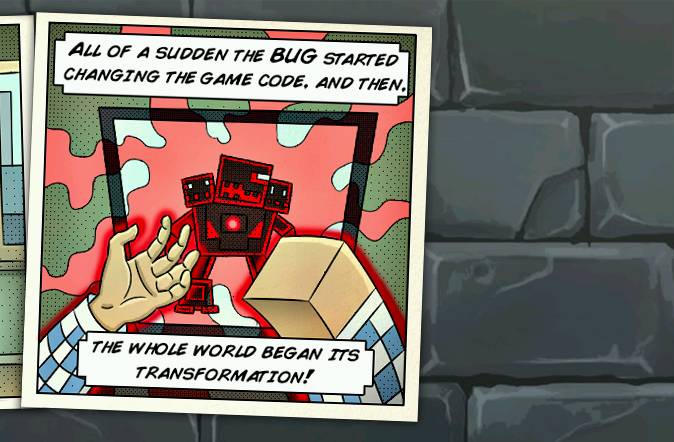 ALL OF A SUDDEN THE BUG STARTED
CHANGING THE GAME CODE, AND THEN.
THE WHOLE WORLD BEGAN ITS
TRANSFORMATION!